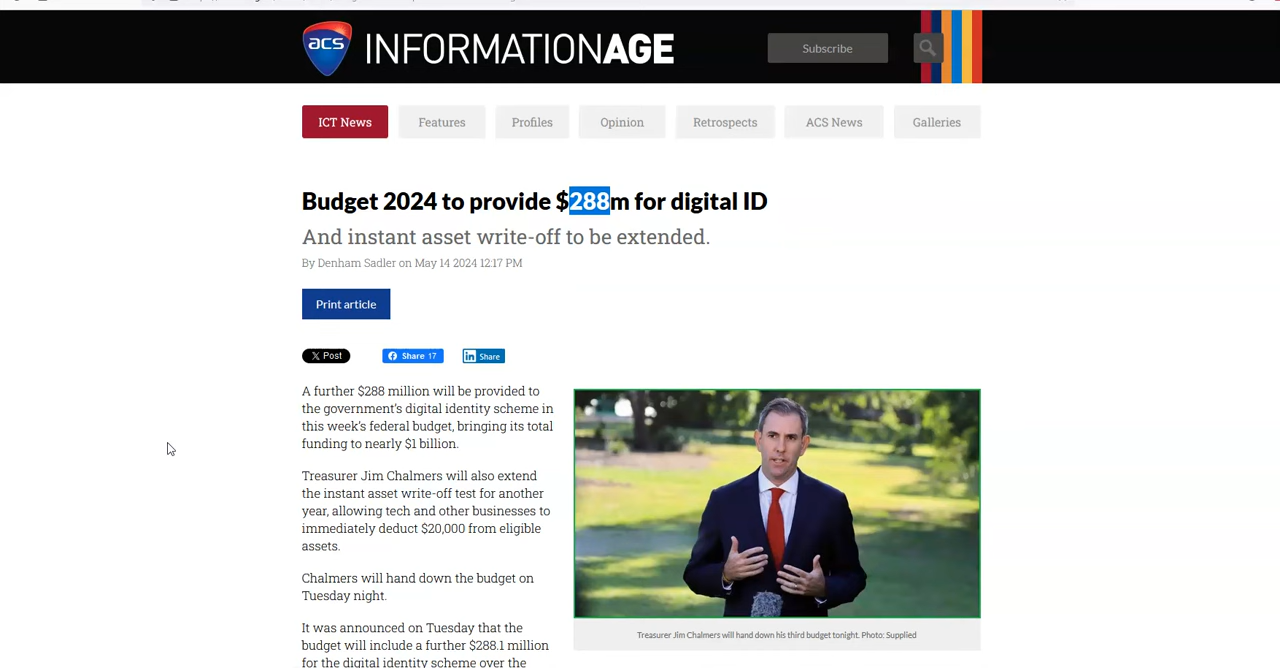 acs INFORMATIONAGE
Subscribe
ICT News
Features
Profiles
Opinion
Retrospects
ACS News
Galleries
Budget 2024 to provide $288m for digital ID
And instant asset write-off to be extended.
By Denham Sadler on May 14 2024 12:17 PM
Print article
X Post
Share 17
in Share
A further $288 million will be provided to
the government's digital identity scheme in
this week's federal budget, bringing its total
funding to nearly $1 billion.
Treasurer Jim Chalmers will also extend
the instant asset write-off test for another
year, allowing tech and other businesses to
immediately deduct $20,000 from eligible
assets.
Chalmers will hand down the budget on
Tuesday night.
It was announced on Tuesday that the
budget will include a further $288.1 million
for the digital identity scheme over the
Treasurer Jim Chalmers will hand down his third budget tonight. Photo: Supplied